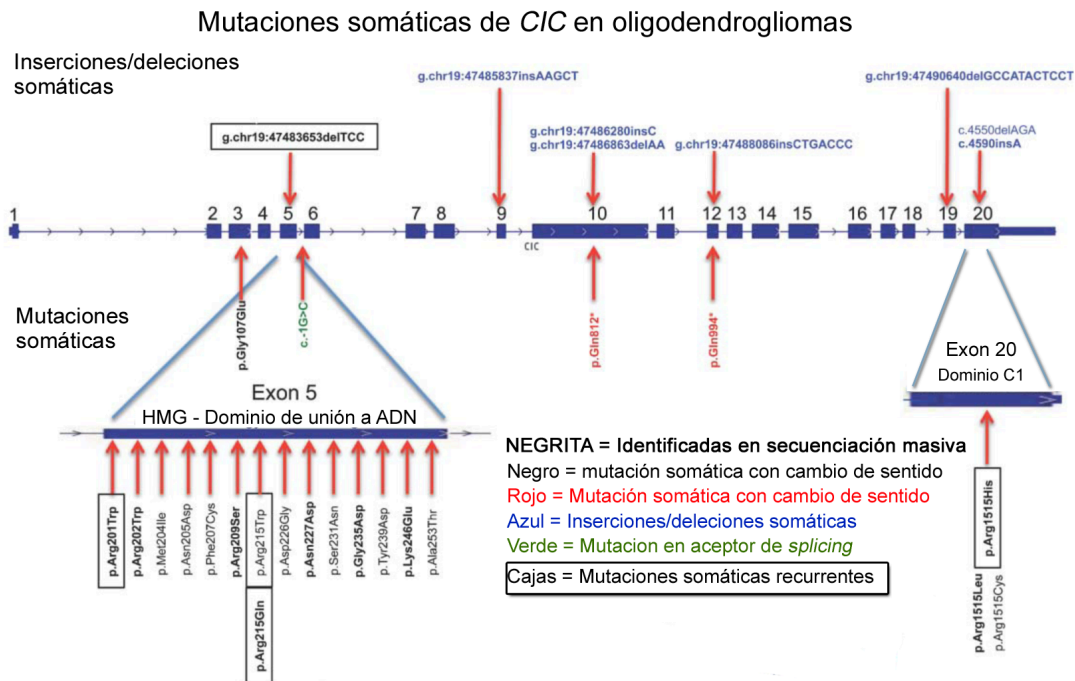 Mutaciones somáticas de CIC en oligodendrogliomas
Inserciones/deleciones
somáticas
g.chr19:47485837insAAGCT
g.chr19:47490640delGCCATACTCCT
g.chr19:47483653delTCC
g.chr19:47486280insC
g.chr19:47486863delAA
g.chr19:47488086insCTGACCC
c.4550delAGA
c.4590insA
1 2 3 4 5 6 7 8 9 10 11 12 13 14 15 16 17 18 19 20
CIC
Mutaciones
somáticas
p.Gly107Glu
c.-1G>C
p.Gln812*
p.Gln994*
Exon 5
HMG - Dominio de unión a ADN
p.Arg201Trp
p.Arg202Trp
p.Met204Ile
p.Asn205Asp
p.Phe207Cys
p.Arg209Ser
p.Arg215Trp
p.Arg215Gln
p.Asp226Gly
p.Asn227Asp
p.Ser231Asn
p.Gly235Asp
p.Tyr239Asp
p.Lys246Glu
p.Ala253Thr
Exon 20
Dominio C1
p.Arg1515His
p.Arg1515Leu
p.Arg1515Cys
NEGRITA = Identificadas en secuenciación masiva
Negro = mutación somática con cambio de sentido
Rojo = Mutación somática con cambio de sentido
Azul = Inserciones/deleciones somáticas
Verde = Mutacion en aceptor de splicing
Cajas = Mutaciones somáticas recurrentes